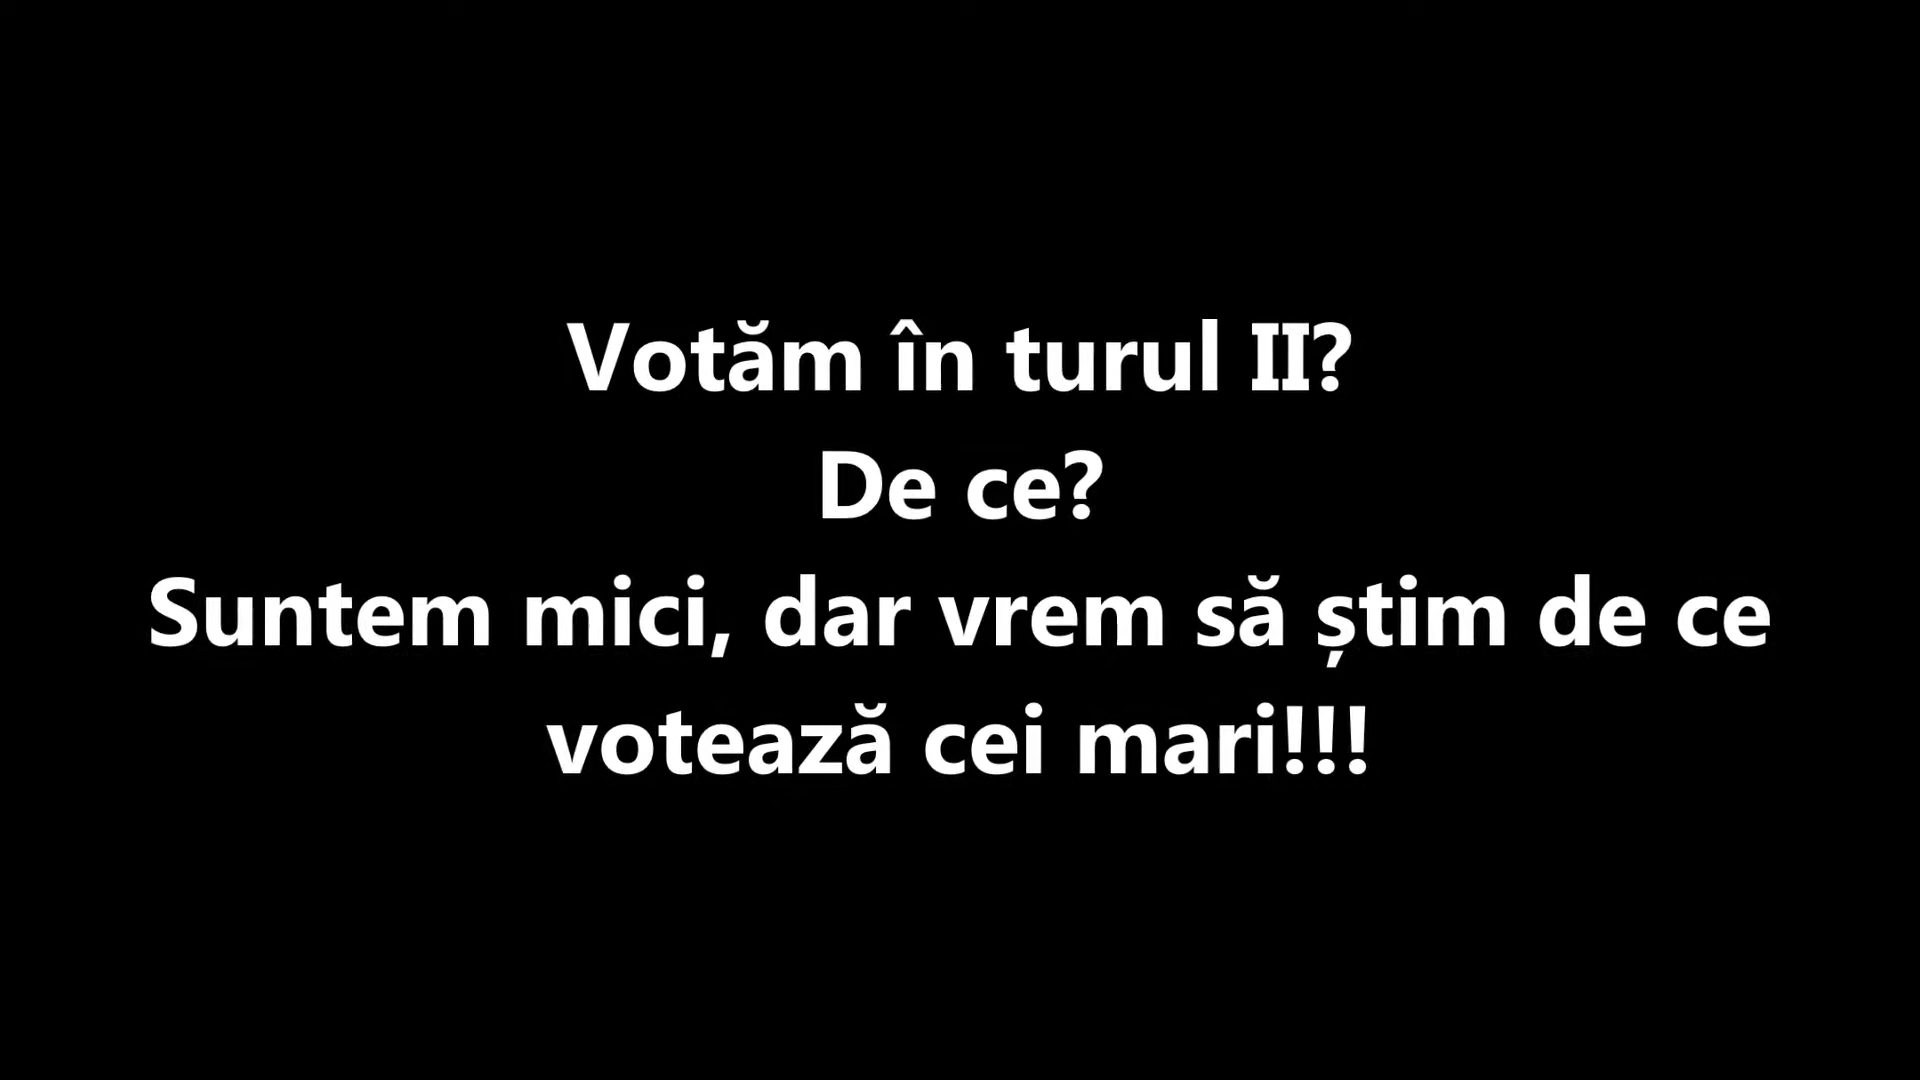 Votăm în turul II?
De ce?
Suntem mici, dar vrem să știm de ce
votează cei mari!!!